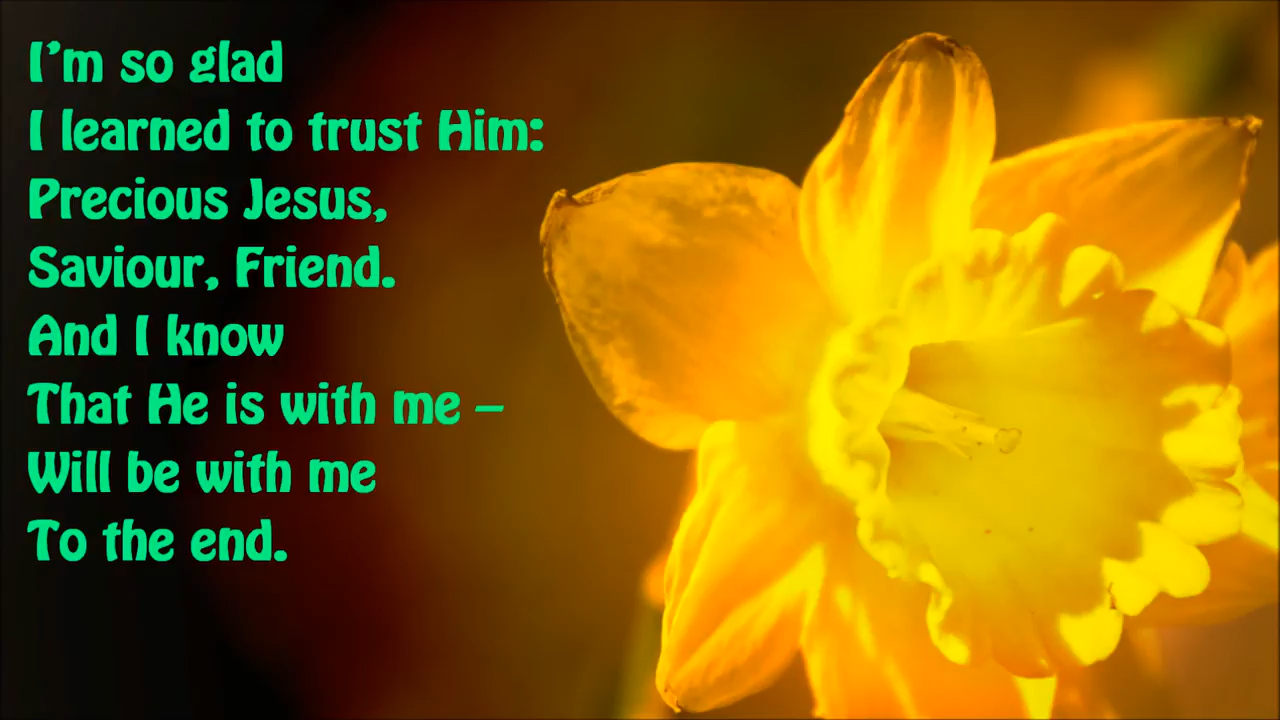 I'm so glad
I learned to trust Him:
Precious Jesus,
Saviour, Friend.
And I know
That He is with me –
Will be with me
To the end.